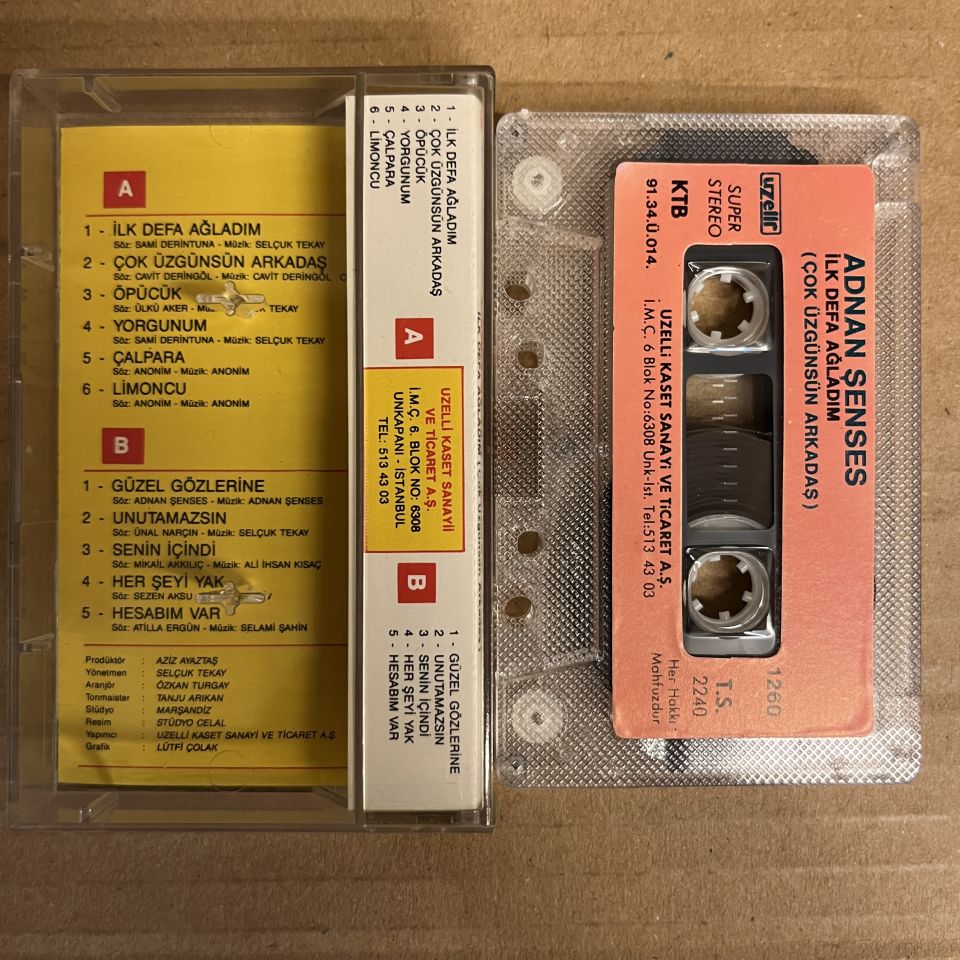 A
1 - İLK DEFA AĞLADIM
Söz: SAMİ DERİNTUNA - Müzik: SELÇUK TEKAY
2 - ÇOK ÜZGÜNSÜN ARKADAŞ
Söz: CAVİT DERİNGÖL - Müzik: CAVİT DERİNGÖL
3 - ÖPÜCÜK
Söz: ÜLKÜ AKER - TEKAY
4 - YORGUNUM
Söz: SAMİ DERİNTUNA - Müzik: SELÇUK TEKAY
5 - ÇALPARA
Söz: ANONİM - Müzik: ANONİM
6 - LİMONCU
Söz: ANONİM - Müzik: ANONİM
B
1 - GÜZEL GÖZLERİNE
Söz: ADNAN ŞENSES - Müzik: ADNAN ŞENSES
2 - UNUTAMAZSIN
Söz: ÜNAL NARÇIN - Müzik: SELÇUK TEKAY
3 - SENİN İÇİNDİ
Söz: MİKAİL AKKILIÇ - Müzik: ALİ İHSAN KISAÇ
4 - HER ŞEYİ YAK
Söz: SEZEN AKSU
5 - HESABIM VAR
Söz: ATİLLA ERGÜN - Müzik: SELAMİ ŞAHİN
Prodüktör : AZİZ AYAZTAŞ
Yönetmen : SELÇUK TEKAY
Aranjör : ÖZKAN TURGAY
Tonmaister : TANJU ARIKAN
Stüdyo : MARŞANDİZ
Resim : STÜDYO CELAL
Yapımcı : UZELLİ KASET SANAYİ VE TİCARET A.Ş.
Grafik : LÜTFİ ÇOLAK
1 - İLK DEFA AĞLADIM
2 - ÇOK ÜZGÜNSÜN ARKADAŞ
3 - ÖPÜCÜK
4 - YORGUNUM
5 - ÇALPARA
6 - LİMONCU
A
UZELLİ KASET SANAYİİ
VE TİCARET A.Ş.
İ.M.Ç. 6. BLOK NO: 6308
UNKAPANI - İSTANBUL
TEL: 513 43 03
B
1 - GÜZEL GÖZLERİNE
2 - UNUTAMAZSIN
3 - SENİN İÇİNDİ
4 - HER ŞEYİ YAK
5 - HESABIM VAR
ADNAN ŞENSES
İLK DEFA AĞLADIM
(ÇOK ÜZGÜNSÜN ARKADAŞ)
uzelli
SUPER
STEREO
KTB
91.34.Ü.014.
UZELLİ KASET SANAYİ VE TİCARET A.Ş.
İ.M.Ç. 6 Blok No:6308 Unk-İst. Tel:513 43 03
1260
T.S.
2240
Her Hakkı
Mahfuzdur